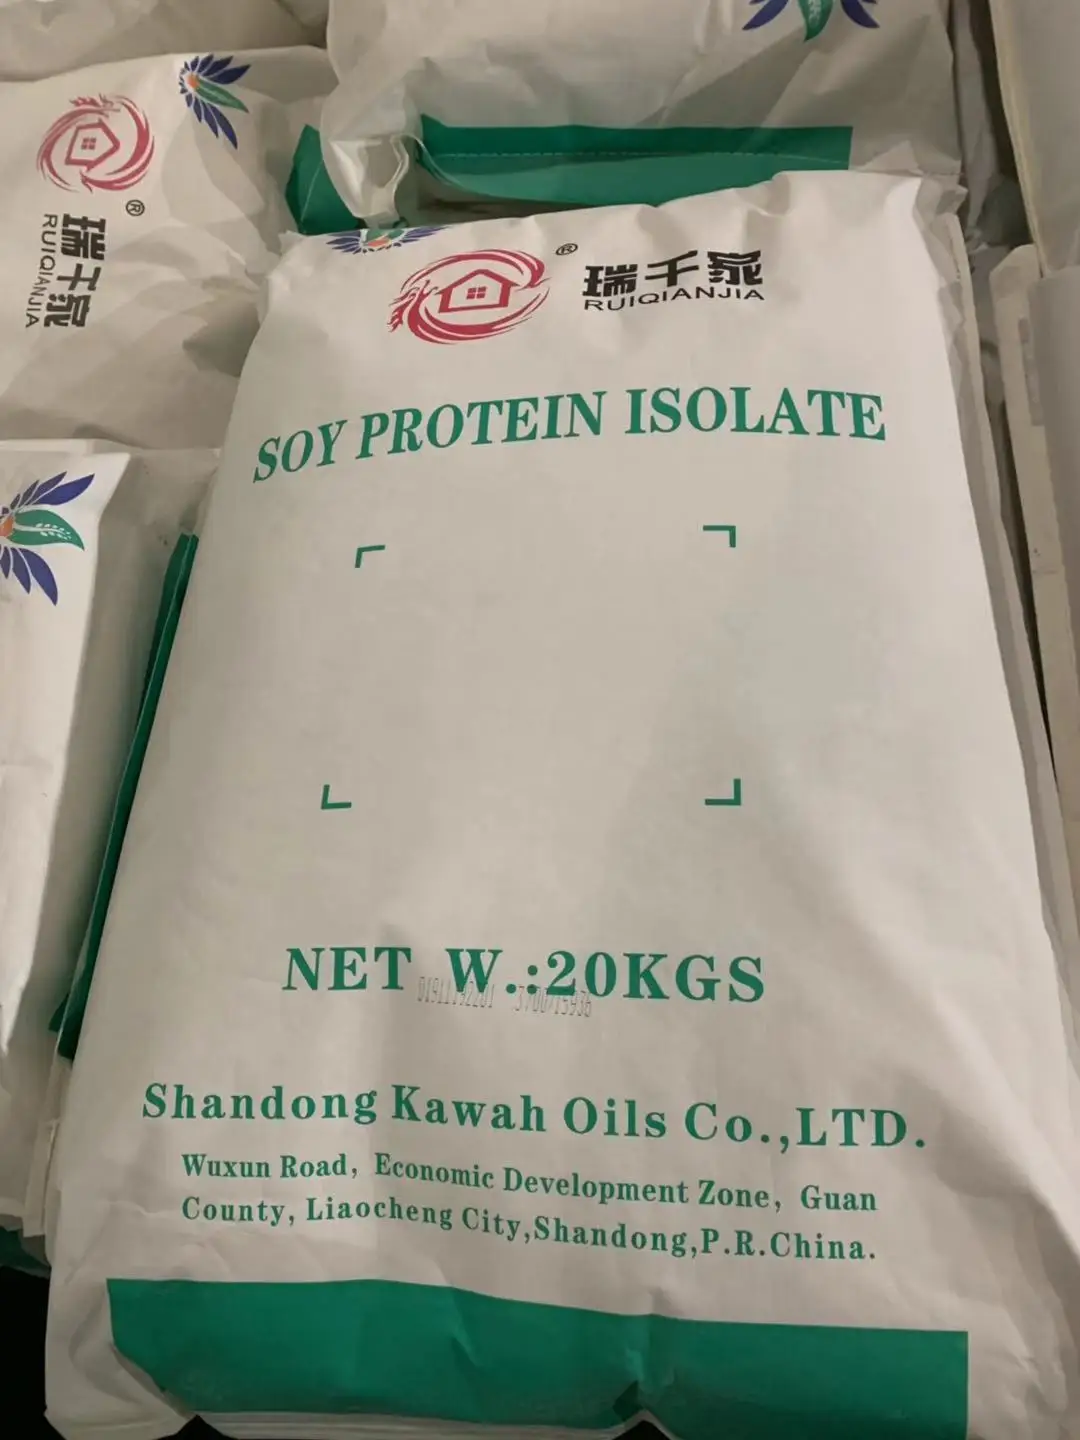 瑞千家
RUIQIANJIA
®
®
瑞千家
RUIQIANJIA
SOY PROTEIN ISOLATE
NET W.:20KGS
Shandong Kawah Oils Co.,LTD.
Wuxun Road, Economic Development Zone, Guan
County, Liaocheng City,Shandong,P.R.China.